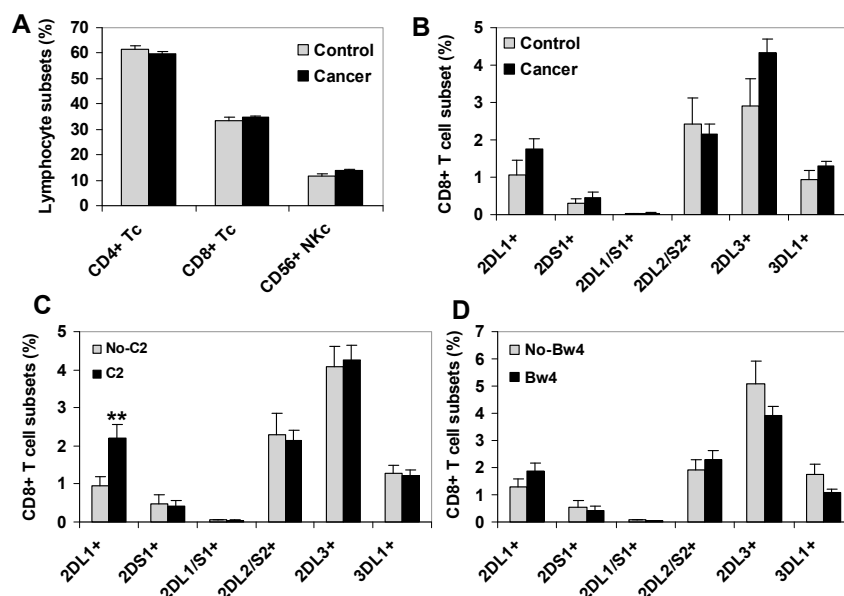 A
Lymphocyte subsets (%)
70
60
50
40
30
20
10
0
Control
Cancer
CD4+ Tc
CD8+ Tc
CD56+ NKc
B
CD8+ T cell subset (%)
5
4
3
2
1
0
Control
Cancer
2DL1+
2DS1+
2DL1/S1+
2DL2/S2+
2DL3+
3DL1+
C
CD8+ T cell subsets (%)
5
4
3
2
1
0
No-C2
C2
**
2DL1+
2DS1+
2DL1/S1+
2DL2/S2+
2DL3+
3DL1+
D
CD8+ T cell subsets (%)
7
6
5
4
3
2
1
0
No-Bw4
Bw4
2DL1+
2DS1+
2DL1/S1+
2DL2/S2+
2DL3+
3DL1+